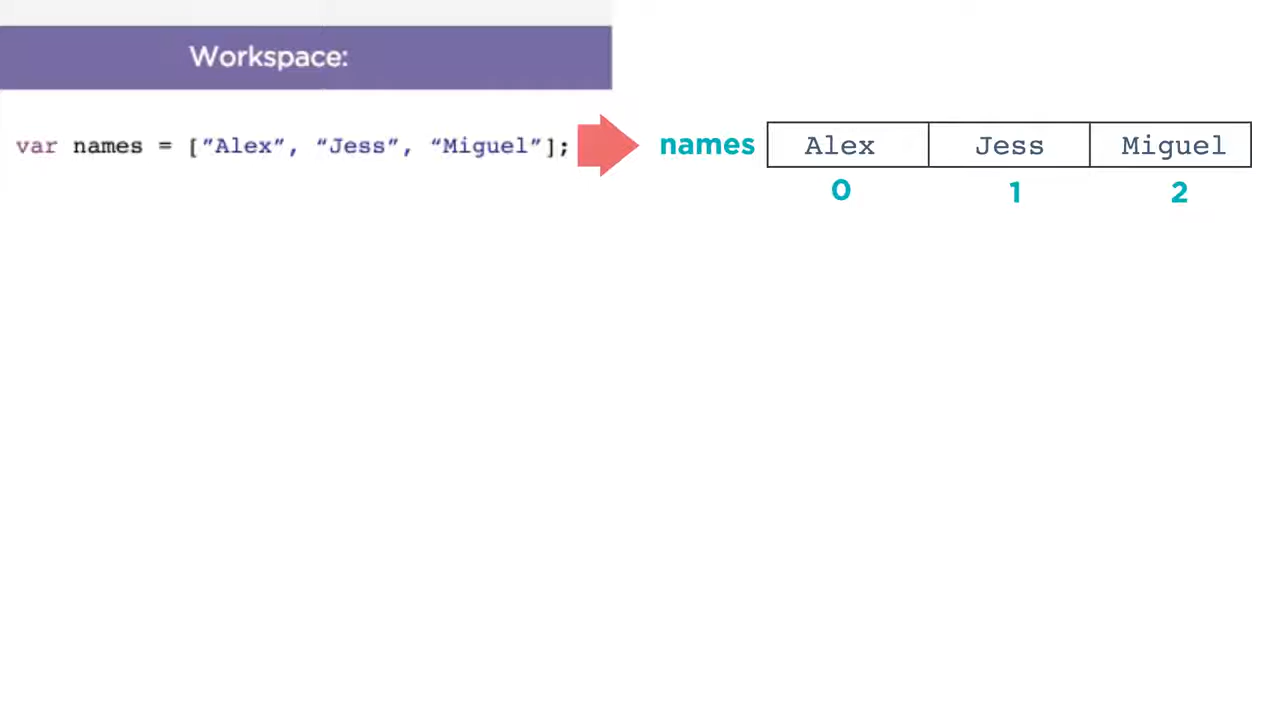 Workspace:
var names = [”Alex”, “Jess”, “Miguel”];
names Alex Jess Miguel
0 1 2